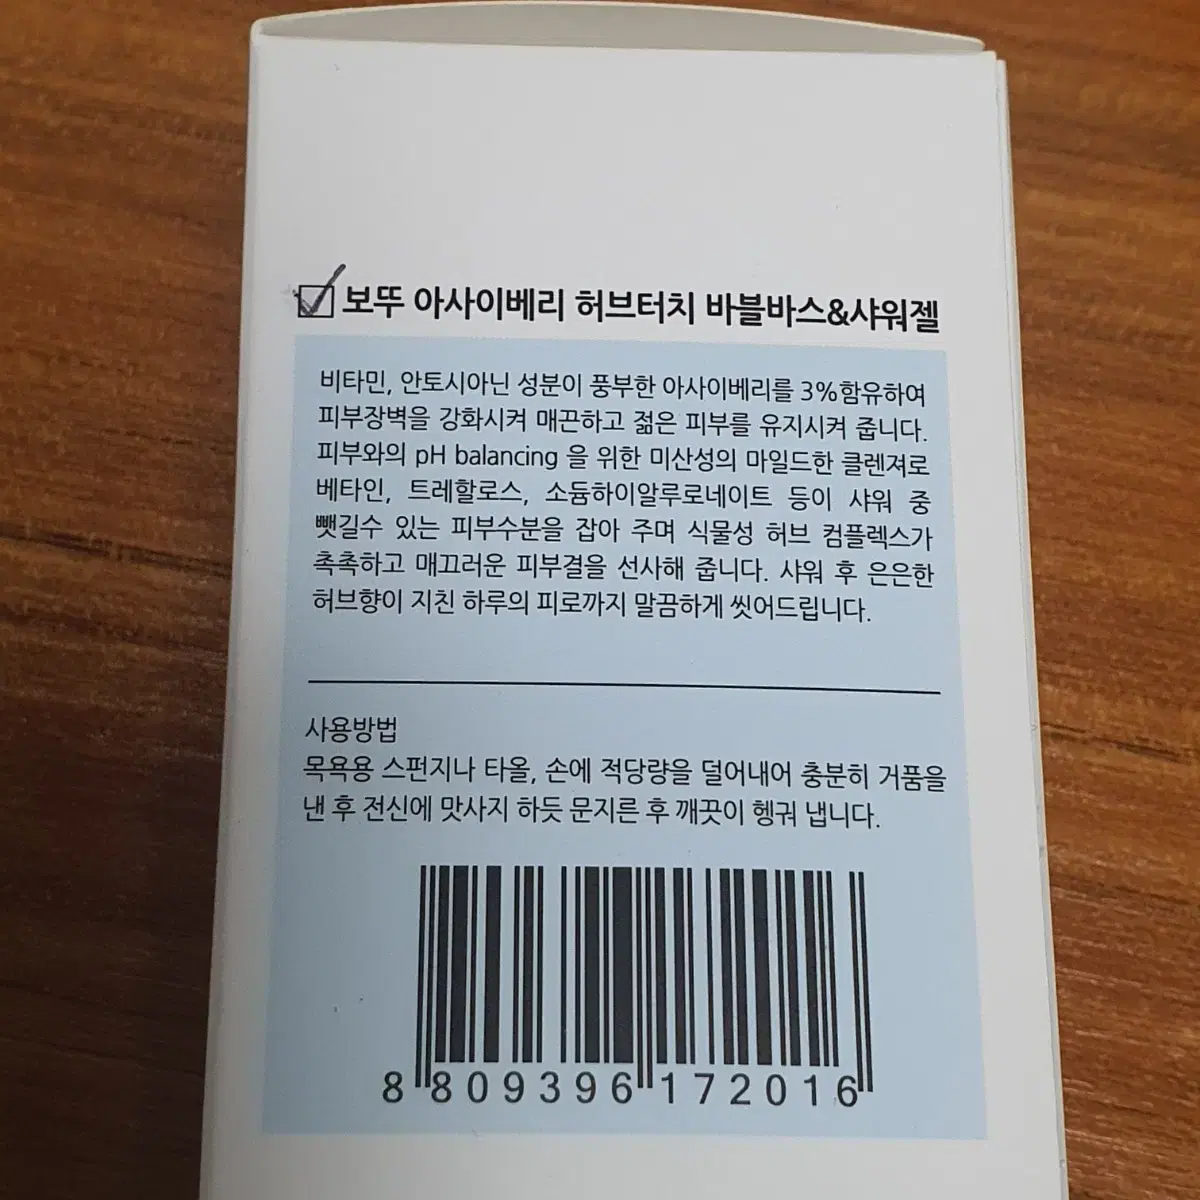 보뚜 아사이베리 허브터치 바블바스&샤워젤
비타민, 안토시아닌 성분이 풍부한 아사이베리를 3%함유하여
피부장벽을 강화시켜 매끈하고 젊은 피부를 유지시켜 줍니다.
피부와의 pH balancing 을 위한 미산성의 마일드한 클렌져로
베타인, 트레할로스, 소듐하이알루로네이트 등이 샤워 중
뺏길수 있는 피부수분을 잡아 주며 식물성 허브 컴플렉스가
촉촉하고 매끄러운 피부결을 선사해 줍니다. 샤워 후 은은한
허브향이 지친 하루의 피로까지 말끔하게 씻어드립니다.
사용방법
목욕용 스펀지나 타올, 손에 적당량을 덜어내어 충분히 거품을
낸 후 전신에 맛사지 하듯 문지른 후 깨끗이 헹궈 냅니다.
8 809396 172016